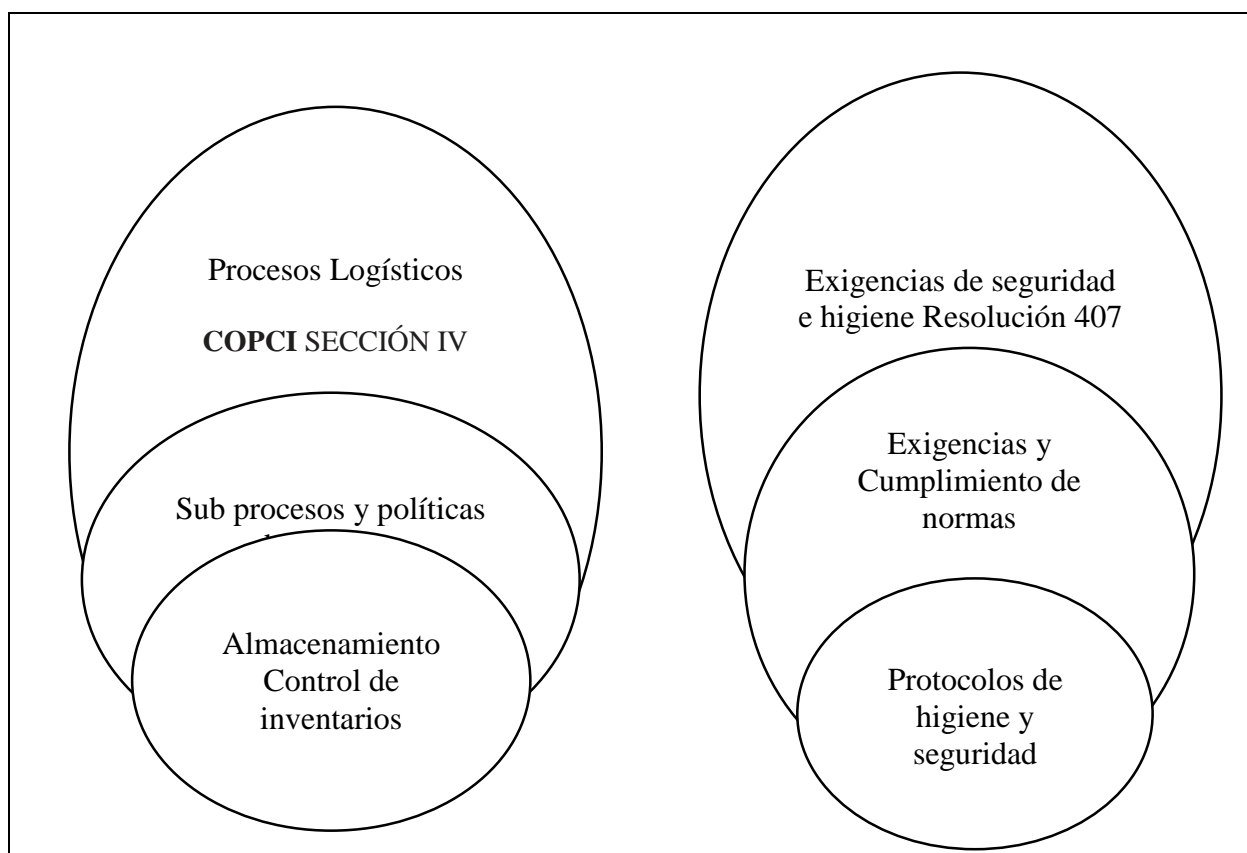 Procesos Logísticos
COPCI SECCIÓN IV
Sub procesos y políticas
Almacenamiento
Control de
inventarios
Exigencias de seguridad
e higiene Resolución 407
Exigencias y
Cumplimiento de
normas
Protocolos de
higiene y
seguridad